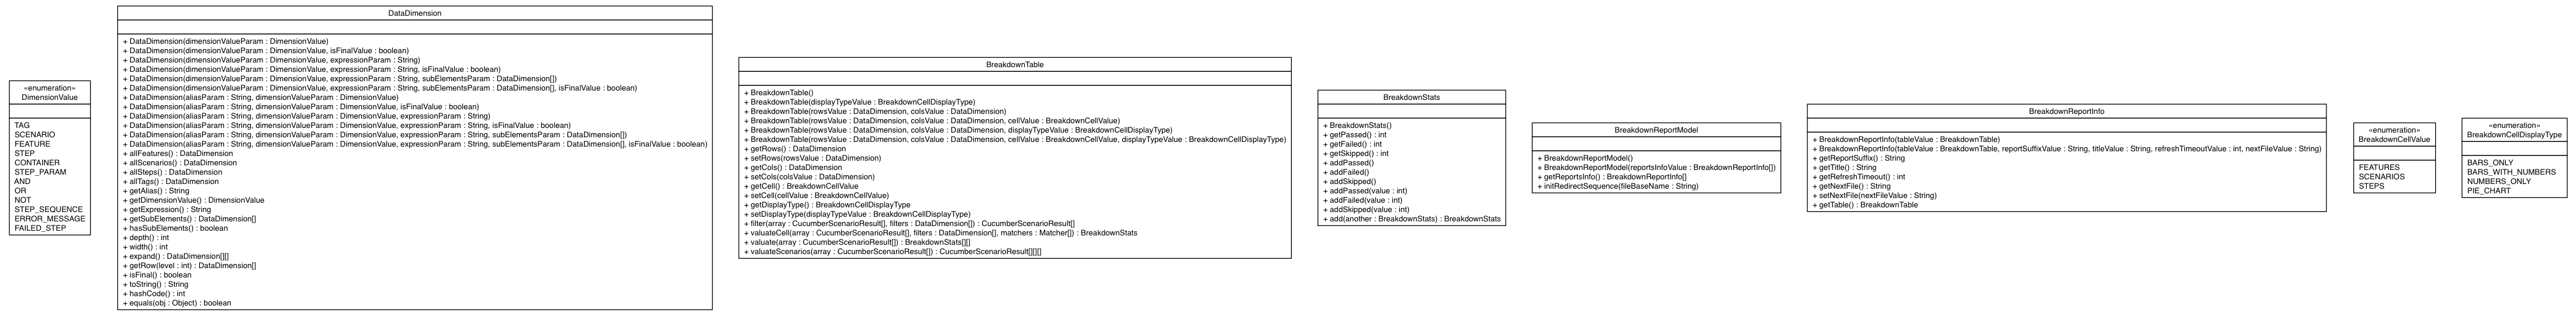 «enumeration»
DimensionValue
TAG
SCENARIO
FEATURE
STEP
CONTAINER
STEP_PARAM
AND
OR
NOT
STEP_SEQUENCE
ERROR_MESSAGE
FAILED_STEP
DataDimension
+ DataDimension(dimensionValueParam : DimensionValue)
+ DataDimension(dimensionValueParam : DimensionValue, isFinalValue : boolean)
+ DataDimension(dimensionValueParam : DimensionValue, expressionParam : String)
+ DataDimension(dimensionValueParam : DimensionValue, expressionParam : String, isFinalValue : boolean)
+ DataDimension(dimensionValueParam : DimensionValue, expressionParam : String, subElementsParam : DataDimension[])
+ DataDimension(dimensionValueParam : DimensionValue, expressionParam : String, subElementsParam : DataDimension[], isFinalValue : boolean)
+ DataDimension(aliasParam : String, dimensionValueParam : DimensionValue)
+ DataDimension(aliasParam : String, dimensionValueParam : DimensionValue, isFinalValue : boolean)
+ DataDimension(aliasParam : String, dimensionValueParam : DimensionValue, expressionParam : String)
+ DataDimension(aliasParam : String, dimensionValueParam : DimensionValue, expressionParam : String, isFinalValue : boolean)
+ DataDimension(aliasParam : String, dimensionValueParam : DimensionValue, expressionParam : String, subElementsParam : DataDimension[])
+ DataDimension(aliasParam : String, dimensionValueParam : DimensionValue, expressionParam : String, subElementsParam : DataDimension[], isFinalValue : boolean)
+ allFeatures() : DataDimension
+ allScenarios() : DataDimension
+ allSteps() : DataDimension
+ allTags() : DataDimension
+ getAlias() : String
+ getDimensionValue() : DimensionValue
+ getExpression() : String
+ getSubElements() : DataDimension[]
+ hasSubElements() : boolean
+ depth() : int
+ width() : int
+ expand() : DataDimension[][]
+ getRow(level : int) : DataDimension[]
+ isFinal() : boolean
+ toString() : String
+ hashCode() : int
+ equals(obj : Object) : boolean
BreakdownTable
+ BreakdownTable()
+ BreakdownTable(displayTypeValue : BreakdownCellDisplayType)
+ BreakdownTable(rowsValue : DataDimension, colsValue : DataDimension)
+ BreakdownTable(rowsValue : DataDimension, colsValue : DataDimension, cellValue : BreakdownCellValue)
+ BreakdownTable(rowsValue : DataDimension, colsValue : DataDimension, displayTypeValue : BreakdownCellDisplayType)
+ BreakdownTable(rowsValue : DataDimension, colsValue : DataDimension, cellValue : BreakdownCellValue, displayTypeValue : BreakdownCellDisplayType)
+ getRows() : DataDimension
+ setRows(rowsValue : DataDimension)
+ getCols() : DataDimension
+ setCols(colsValue : DataDimension)
+ getCell() : BreakdownCellValue
+ setCell(cellValue : BreakdownCellValue)
+ getDisplayType() : BreakdownCellDisplayType
+ setDisplayType(displayTypeValue : BreakdownCellDisplayType)
+ filter(array : CucumberScenarioResult[], filters : DataDimension[]) : CucumberScenarioResult[]
+ valuateCell(array : CucumberScenarioResult[], filters : DataDimension[], matchers : Matcher[]) : BreakdownStats
+ valuate(array : CucumberScenarioResult[]) : BreakdownStats[][]
+ valuateScenarios(array : CucumberScenarioResult[]) : CucumberScenarioResult[][][]
BreakdownStats
+ BreakdownStats()
+ getPassed() : int
+ getFailed() : int
+ getSkipped() : int
+ addPassed()
+ addFailed()
+ addSkipped()
+ addPassed(value : int)
+ addFailed(value : int)
+ addSkipped(value : int)
+ add(another : BreakdownStats) : BreakdownStats
BreakdownReportModel
+ BreakdownReportModel()
+ BreakdownReportModel(reportsInfoValue : BreakdownReportInfo[])
+ getReportsInfo() : BreakdownReportInfo[]
+ initRedirectSequence(fileBaseName : String)
BreakdownReportInfo
+ BreakdownReportInfo(tableValue : BreakdownTable)
+ BreakdownReportInfo(tableValue : BreakdownTable, reportSuffixValue : String, titleValue : String, refreshTimeoutValue : int, nextFileValue : String)
+ getReportSuffix() : String
+ getTitle() : String
+ getRefreshTimeout() : int
+ getNextFile() : String
+ setNextFile(nextFileValue : String)
+ getTable() : BreakdownTable
«enumeration»
BreakdownCellValue
FEATURES
SCENARIOS
STEPS
«enumeration»
BreakdownCellDisplayType
BARS_ONLY
BARS_WITH_NUMBERS
NUMBERS_ONLY
PIE_CHART